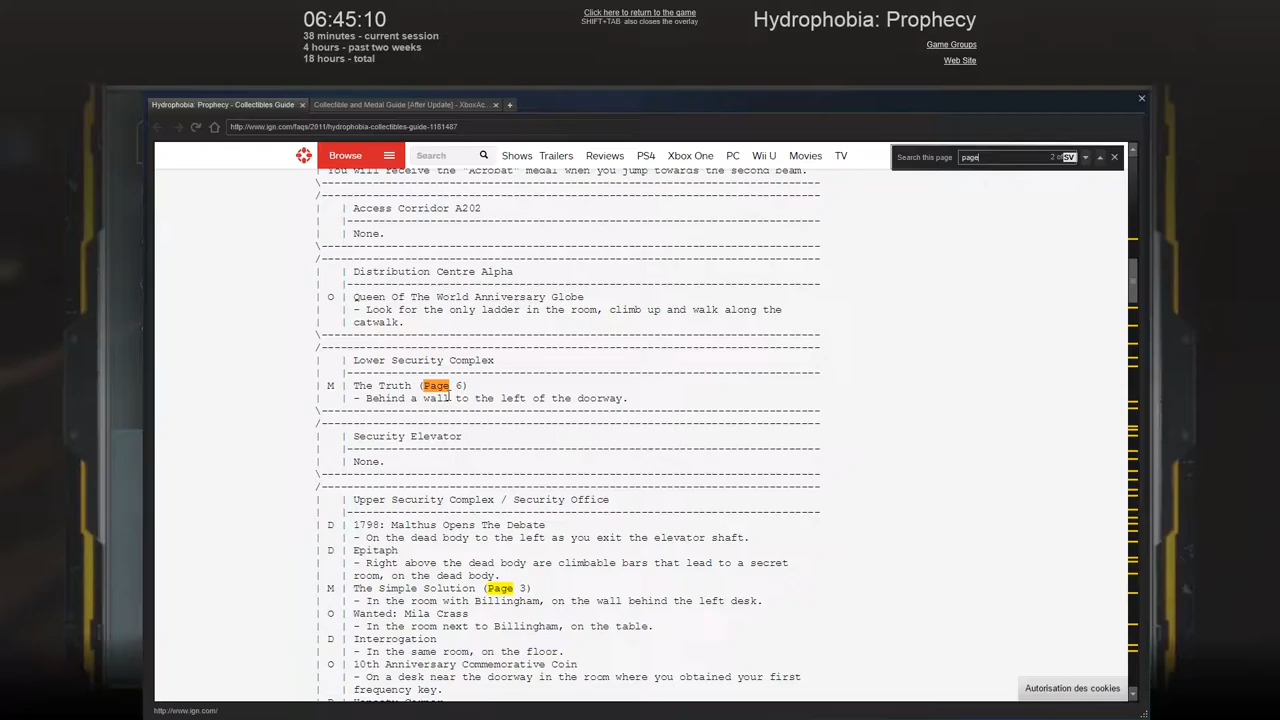 06:45:10
38 minutes - current session
4 hours - past two weeks
18 hours - total
Click here to return to the game
SHIFT+TAB also closes the overlay
Hydrophobia: Prophecy
Game Groups
Web Site
Hydrophobia: Prophecy - Collectibles Guide
Collectible and Medal Guide [After Update] - XboxAc...
http://www.ign.com/faqs/2011/hydrophobia-collectibles-guide-1161487
Browse
Search
Shows Trailers Reviews PS4 Xbox One PC Wii U Movies TV
Search this page page 2 of SV
You will receive the "Acrobat" medal when you jump towards the second beam.
Access Corridor A202
None.
Distribution Centre Alpha
O | Queen Of The World Anniversary Globe
- Look for the only ladder in the room, climb up and walk along the
catwalk.
Lower Security Complex
M | The Truth (Page 6)
- Behind a wall to the left of the doorway.
Security Elevator
None.
Upper Security Complex / Security Office
D | 1798: Malthus Opens The Debate
- On the dead body to the left as you exit the elevator shaft.
D | Epitaph
- Right above the dead body are climbable bars that lead to a secret
room, on the dead body.
M | The Simple Solution (Page 3)
- In the room with Billingham, on the wall behind the left desk.
O | Wanted: Mila Crass
- In the room next to Billingham, on the table.
D | Interrogation
- In the same room, on the floor.
O | 10th Anniversary Commemorative Coin
- On a desk near the doorway in the room where you obtained your first
frequency key.
Autorisation des cookies
http://www.ign.com/